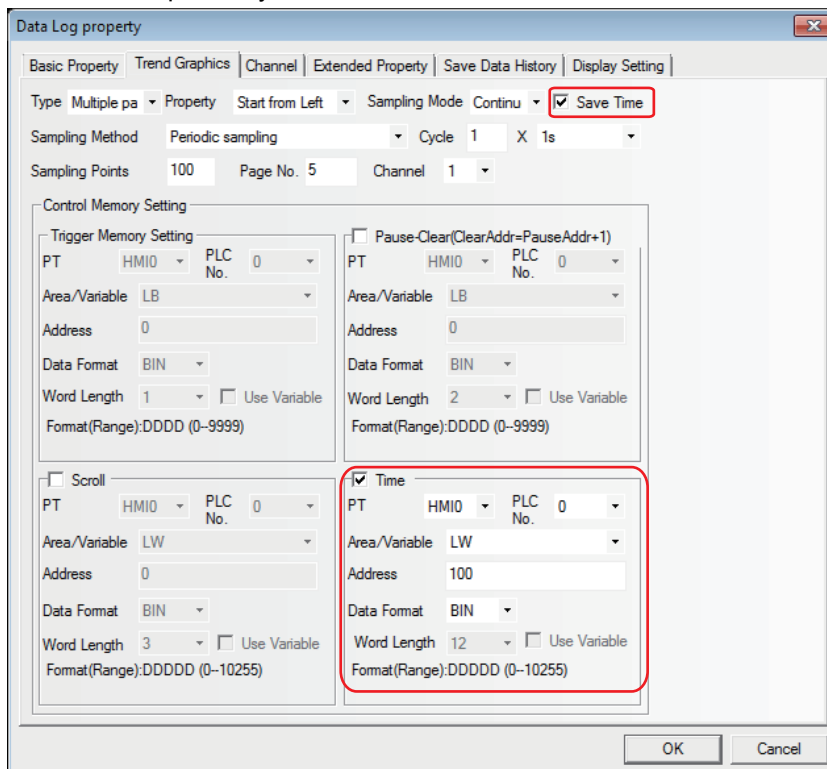 Data Log property
Basic Property Trend Graphics Channel Extended Property Save Data History Display Setting
Type Multiple pa Property Start from Left Sampling Mode Continu Save Time
Sampling Method Periodic sampling Cycle 1 X 1s
Sampling Points 100 Page No. 5 Channel 1
Control Memory Setting
Trigger Memory Setting
PT HMI0 PLC No. 0
Area/Variable LB
Address 0
Data Format BIN
Word Length 1 Use Variable
Format(Range):DDDD (0--9999)
Pause-Clear(ClearAddr=PauseAddr+1)
PT HMI0 PLC No. 0
Area/Variable LB
Address 0
Data Format BIN
Word Length 2 Use Variable
Format(Range):DDDD (0--9999)
Scroll
PT HMI0 PLC No. 0
Area/Variable LW
Address 0
Data Format BIN
Word Length 3 Use Variable
Format(Range):DDDDD (0--10255)
Time
PT HMI0 PLC No. 0
Area/Variable LW
Address 100
Data Format BIN
Word Length 12 Use Variable
Format(Range):DDDDD (0--10255)
OK Cancel